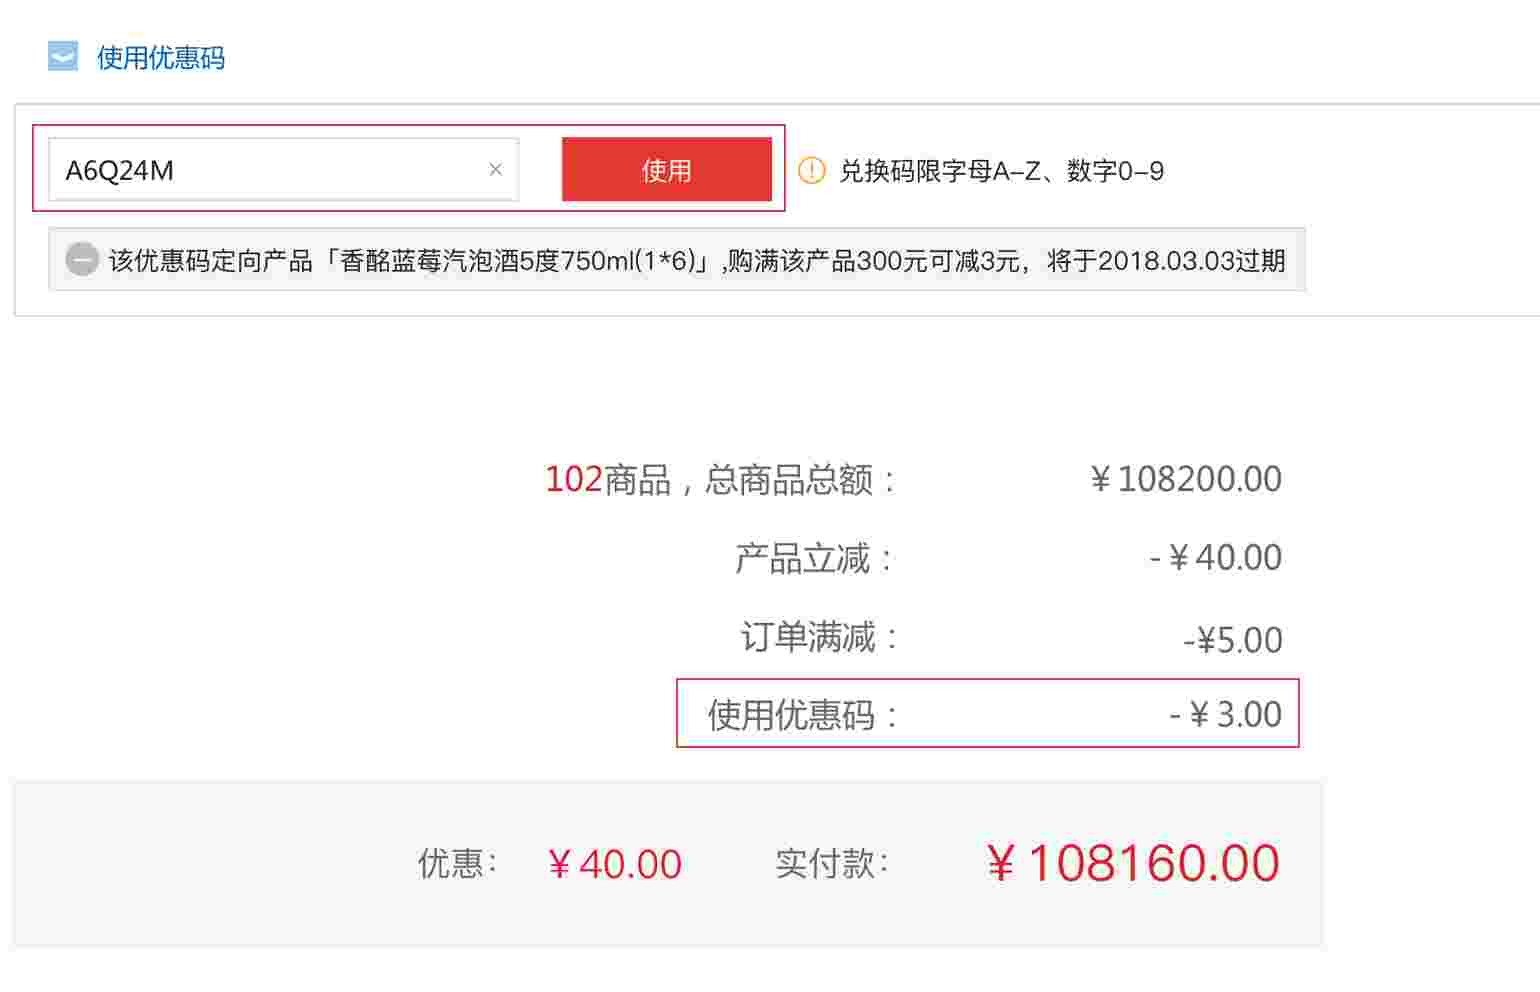 使用优惠码
A6Q24M × 使用 兑换码限字母A-Z、数字0-9
该优惠码定向产品「香酩蓝莓汽泡酒5度750ml(1*6)」,购满该产品300元可减3元，将于2018.03.03过期
102商品，总商品总额： ¥108200.00
产品立减： -¥40.00
订单满减： -¥5.00
使用优惠码： -¥3.00
优惠： ¥40.00 实付款： ¥108160.00